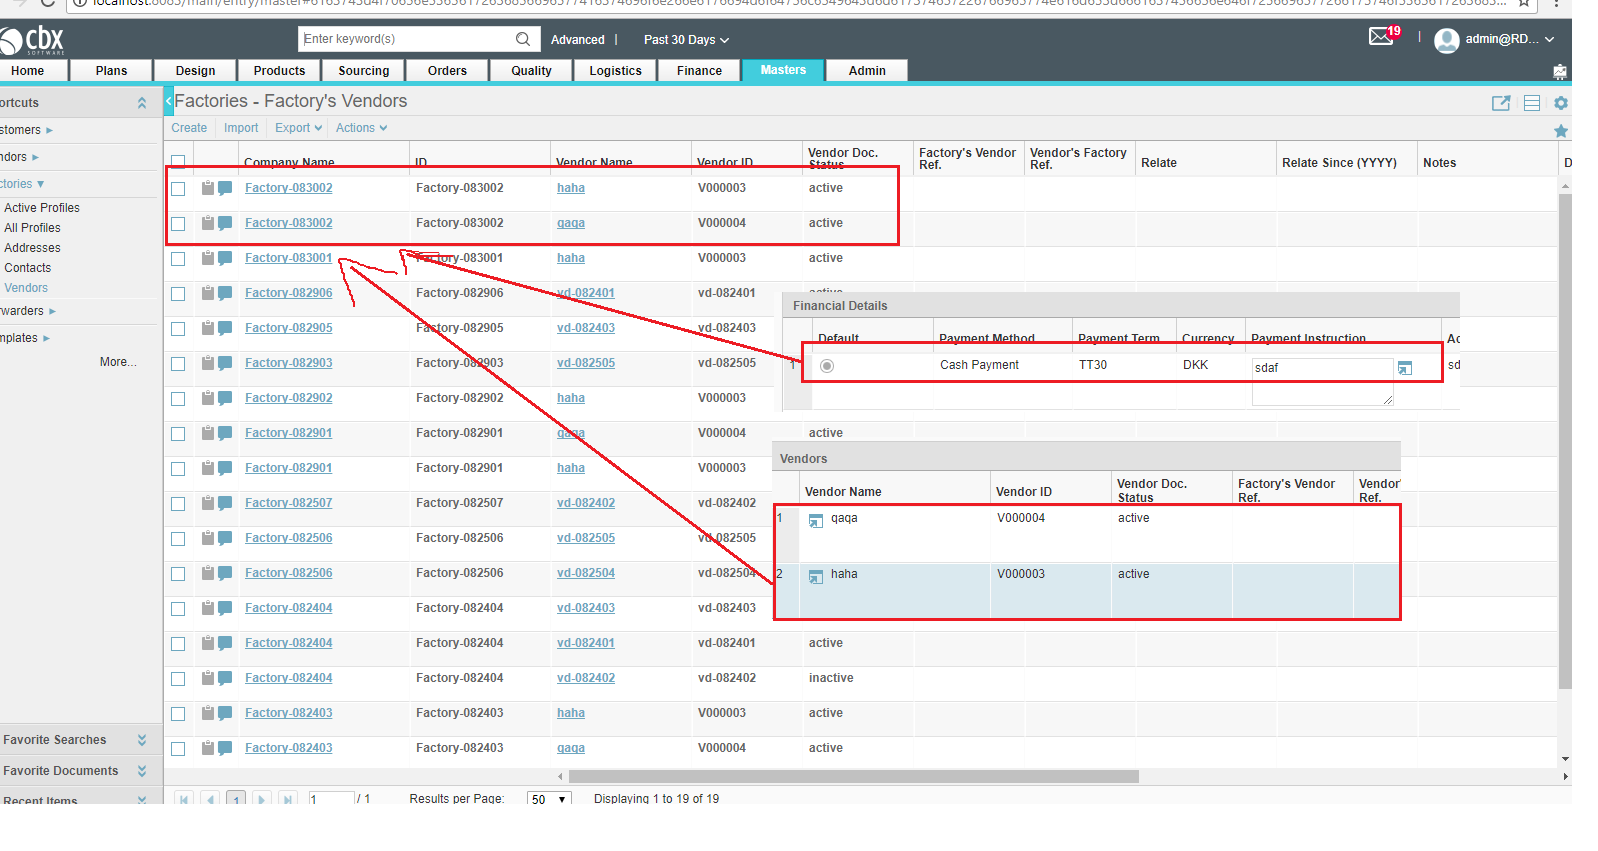 cbx
SOFTWARE
Enter keyword(s)
Advanced | Past 30 Days
19
admin@RD...
Home Plans Design Products Sourcing Orders Quality Logistics Finance Masters Admin
ortcuts
Factories - Factory's Vendors
Create Import Export Actions
stomers
ndors
ctories
Active Profiles
All Profiles
Addresses
Contacts
Vendors
rwarders
mplates
More...
Favorite Searches
Favorite Documents
Recent Items
Company Name ID Vendor Name Vendor ID Vendor Doc. Status Factory's Vendor Ref. Vendor's Factory Ref. Relate Relate Since (YYYY) Notes D
Factory-083002 Factory-083002 haha V000003 active
Factory-083002 Factory-083002 qaqa V000004 active
Factory-083001 Factory-083001 haha V000003 active
Factory-082906 Factory-082906 vd-082401 vd-082401 active
Factory-082905 Factory-082905 vd-082403 vd-082403
Factory-082903 Factory-082903 vd-082505 vd-082505
Factory-082902 Factory-082902 haha V000003
Factory-082901 Factory-082901 qaqa V000004 active
Factory-082901 Factory-082901 haha V000003
Factory-082507 Factory-082507 vd-082402 vd-082402
Factory-082506 Factory-082506 vd-082505 vd-082505
Factory-082506 Factory-082506 vd-082504 vd-082504
Factory-082404 Factory-082404 vd-082403 vd-082403
Factory-082404 Factory-082404 vd-082401 vd-082401 active
Factory-082404 Factory-082404 vd-082402 vd-082402 inactive
Factory-082403 Factory-082403 haha V000003 active
Factory-082403 Factory-082403 qaqa V000004 active
Financial Details
Default Payment Method Payment Term Currency Payment Instruction Ac
1 Cash Payment TT30 DKK sdaf sd
Vendors
Vendor Name Vendor ID Vendor Doc. Status Factory's Vendor Ref. Vendor' Ref.
1 qaqa V000004 active
2 haha V000003 active
1 1 / 1 Results per Page: 50 Displaying 1 to 19 of 19